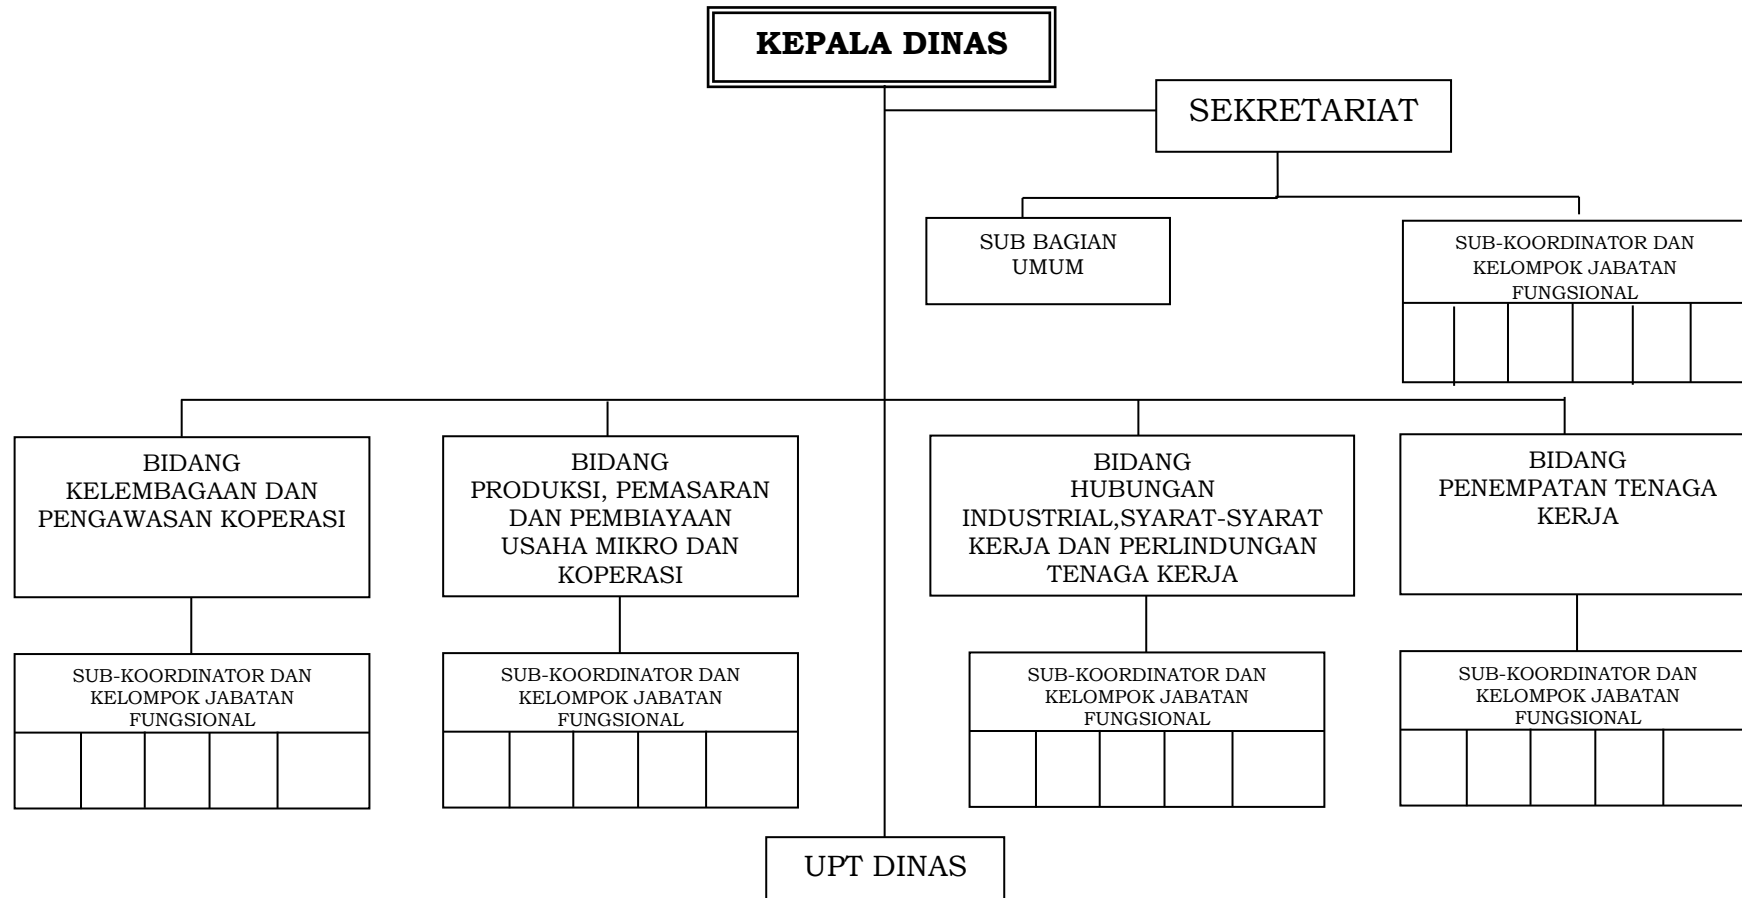 KEPALA DINAS
SEKRETARIAT
SUB BAGIAN
UMUM
SUB-KOORDINATOR DAN
KELOMPOK JABATAN
FUNGSIONAL
BIDANG
KELEMBAGAAN DAN
PENGAWASAN KOPERASI
BIDANG
PRODUKSI, PEMASARAN
DAN PEMBIAYAAN
USAHA MIKRO DAN
KOPERASI
BIDANG
HUBUNGAN
INDUSTRIAL,SYARAT-SYARAT
KERJA DAN PERLINDUNGAN
TENAGA KERJA
BIDANG
PENEMPATAN TENAGA
KERJA
SUB-KOORDINATOR DAN
KELOMPOK JABATAN
FUNGSIONAL
SUB-KOORDINATOR DAN
KELOMPOK JABATAN
FUNGSIONAL
SUB-KOORDINATOR DAN
KELOMPOK JABATAN
FUNGSIONAL
SUB-KOORDINATOR DAN
KELOMPOK JABATAN
FUNGSIONAL
UPT DINAS